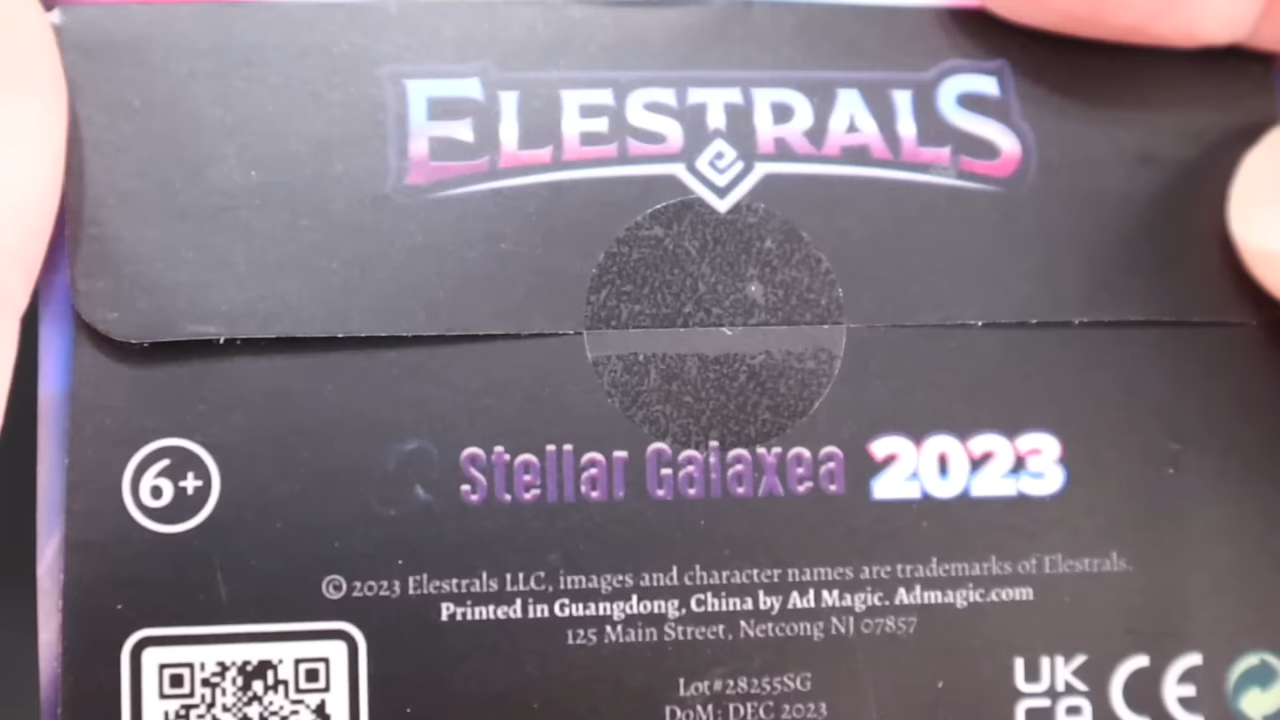 ELESTRALS
6+
Stellar Galaxea 2023
© 2023 Elestrals LLC, images and character names are trademarks of Elestrals.
Printed in Guangdong, China by Ad Magic. Admagic.com
125 Main Street, Netcong NJ 07857
Lot#28255SG
DoM: DEC 2023
UK
CA
CE